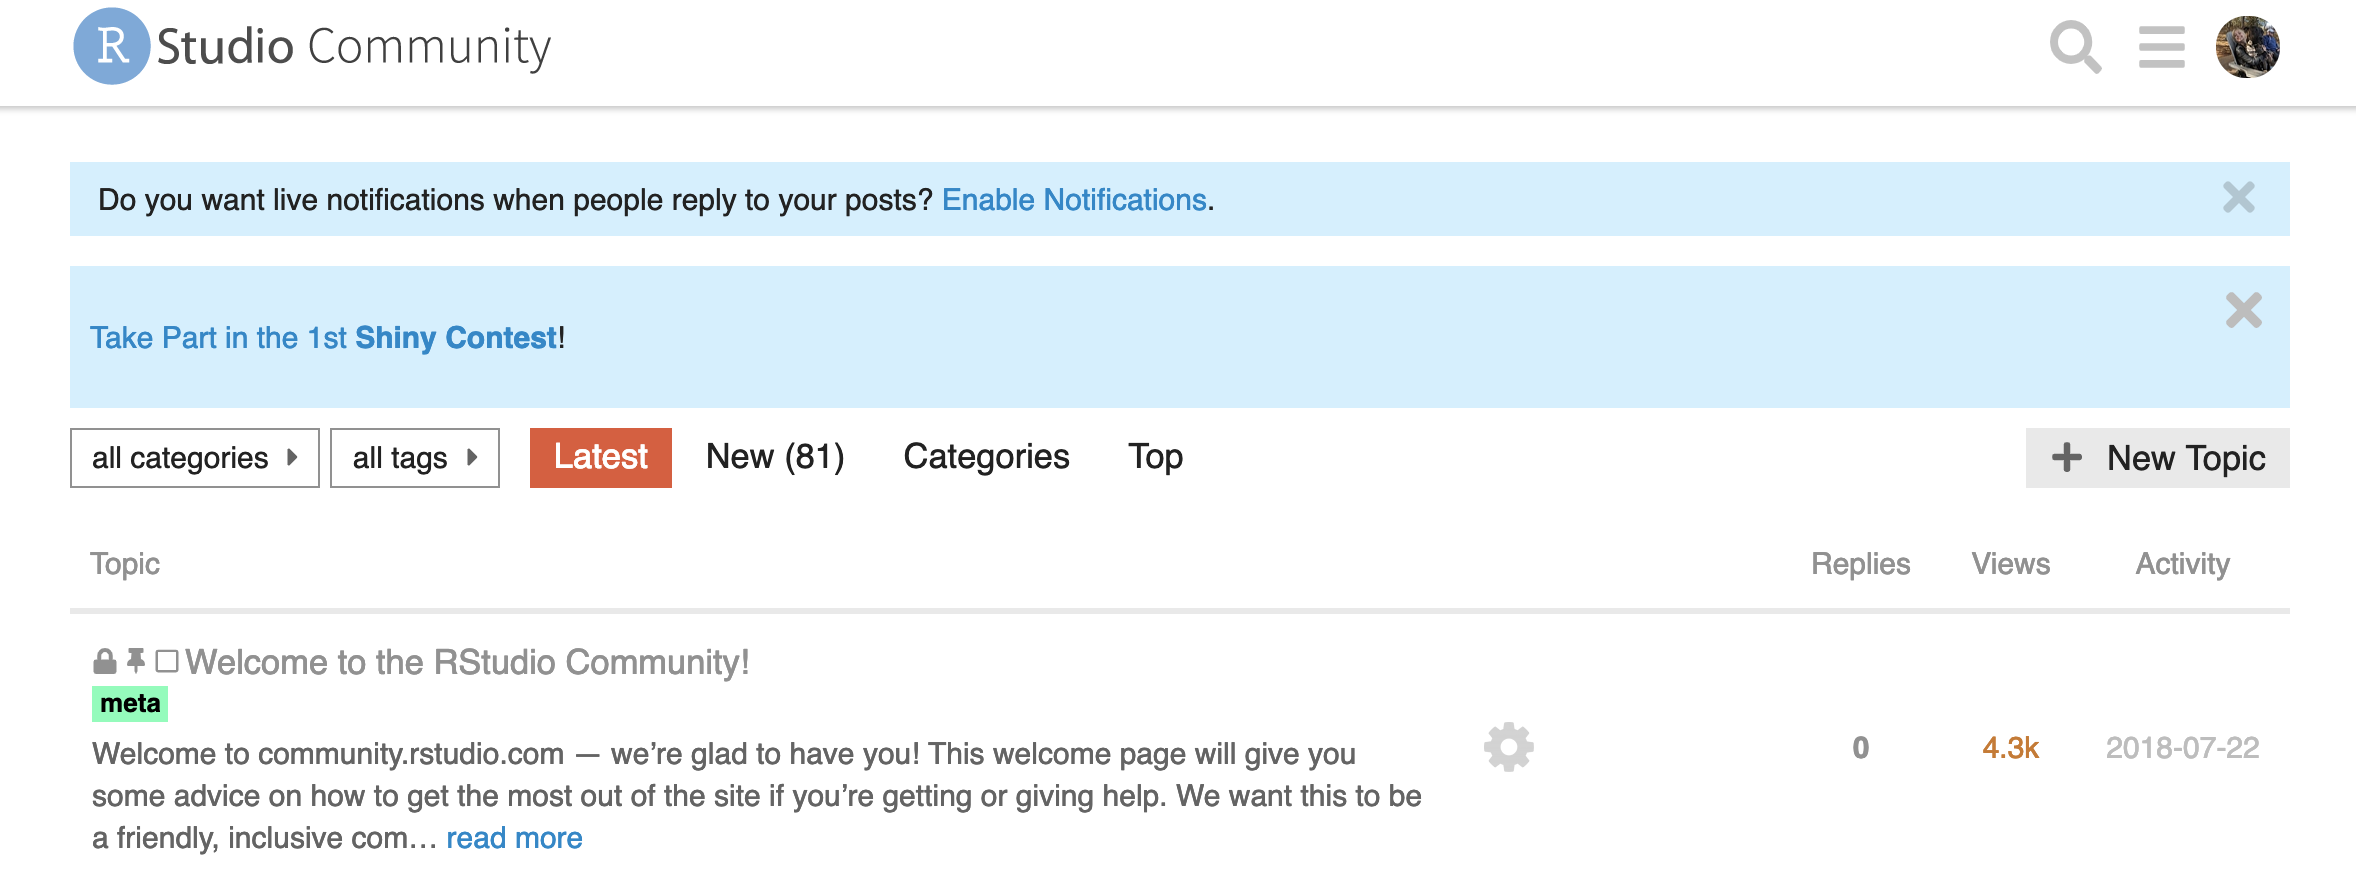 R Studio Community
Do you want live notifications when people reply to your posts? Enable Notifications.
Take Part in the 1st Shiny Contest!
all categories all tags Latest New (81) Categories Top + New Topic
Topic Replies Views Activity
Welcome to the RStudio Community!
meta
Welcome to community.rstudio.com — we’re glad to have you! This welcome page will give you
some advice on how to get the most out of the site if you’re getting or giving help. We want this to be
a friendly, inclusive com… read more
0 4.3k 2018-07-22